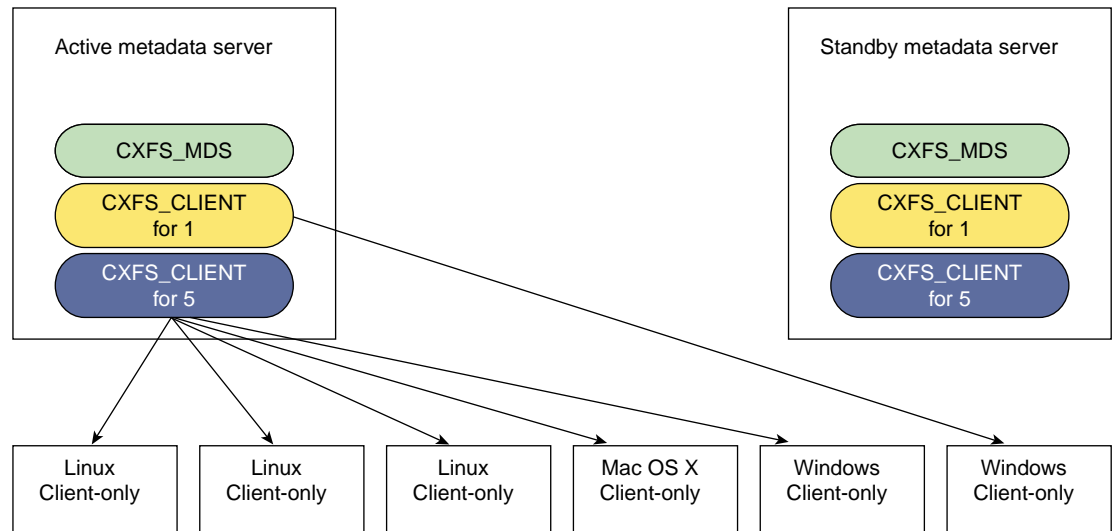 Active metadata server
Standby metadata server
CXFS_MDS
CXFS_CLIENT
for 1
CXFS_CLIENT
for 5
CXFS_MDS
CXFS_CLIENT
for 1
CXFS_CLIENT
for 5
Linux
Client-only
Linux
Client-only
Linux
Client-only
Mac OS X
Client-only
Windows
Client-only
Windows
Client-only